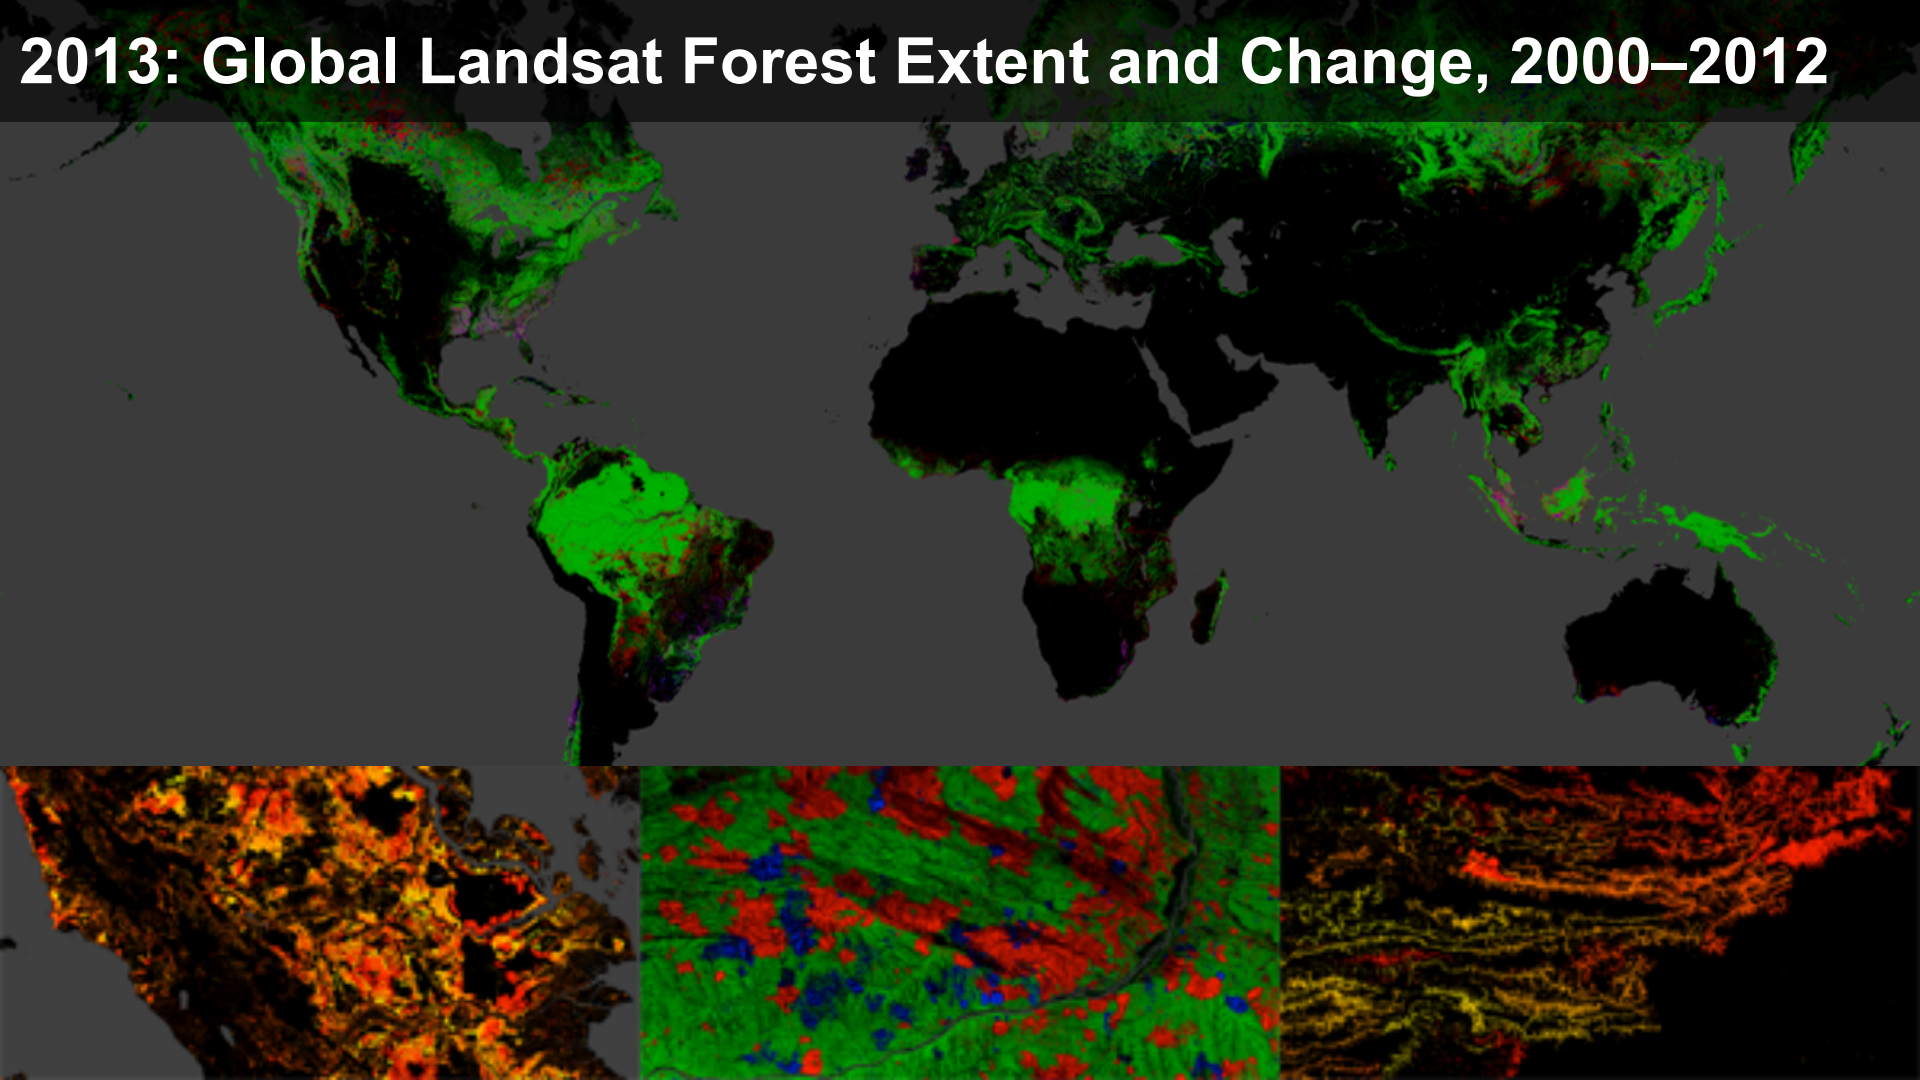 2013: Global Landsat Forest Extent and Change, 2000–2012